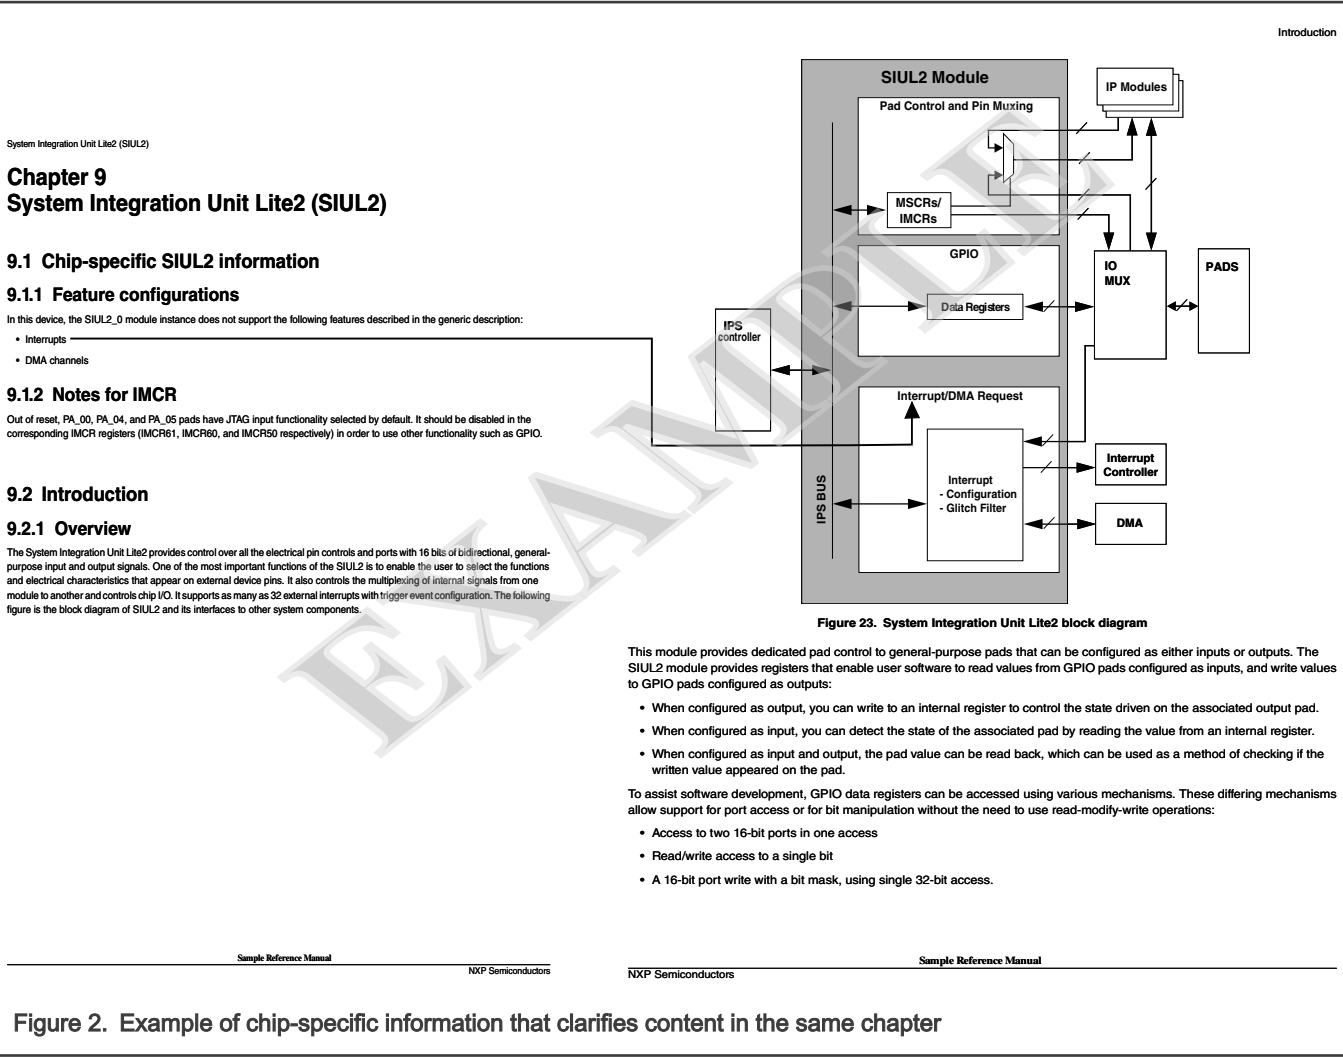 System Integration Unit Lite2 (SIUL2)
Chapter 9
System Integration Unit Lite2 (SIUL2)
9.1 Chip-specific SIUL2 information
9.1.1 Feature configurations
In this device, the SIUL2_0 module instance does not support the following features described in the generic description:
• Interrupts
• DMA channels
9.1.2 Notes for IMCR
Out of reset, PA_00, PA_04, and PA_05 pads have JTAG input functionality selected by default. It should be disabled in the
corresponding IMCR registers (IMCR61, IMCR60, and IMCR50 respectively) in order to use other functionality such as GPIO.
9.2 Introduction
9.2.1 Overview
The System Integration Unit Lite2 provides control over all the electrical pin controls and ports with 16 bits of bidirectional, general-
purpose input and output signals. One of the most important functions of the SIUL2 is to enable the user to select the functions
and electrical characteristics that appear on external device pins. It also controls the multiplexing of internal signals from one
module to another and controls chip I/O. It supports as many as 32 external interrupts with trigger event configuration. The following
figure is the block diagram of SIUL2 and its interfaces to other system components.
Sample Reference Manual
NXP Semiconductors
Introduction
SIUL2 Module
Pad Control and Pin Muxing
IP Modules
MSCRs/
IMCRs
GPIO
IO
MUX
PADS
Data Registers
IPS
controller
Interrupt/DMA Request
Interrupt
- Configuration
- Glitch Filter
Interrupt
Controller
DMA
IPS BUS
EXAMPLE
Figure 23. System Integration Unit Lite2 block diagram
This module provides dedicated pad control to general-purpose pads that can be configured as either inputs or outputs. The
SIUL2 module provides registers that enable user software to read values from GPIO pads configured as inputs, and write values
to GPIO pads configured as outputs:
• When configured as output, you can write to an internal register to control the state driven on the associated output pad.
• When configured as input, you can detect the state of the associated pad by reading the value from an internal register.
• When configured as input and output, the pad value can be read back, which can be used as a method of checking if the
written value appeared on the pad.
To assist software development, GPIO data registers can be accessed using various mechanisms. These differing mechanisms
allow support for port access or for bit manipulation without the need to use read-modify-write operations:
• Access to two 16-bit ports in one access
• Read/write access to a single bit
• A 16-bit port write with a bit mask, using single 32-bit access.
Sample Reference Manual
NXP Semiconductors
Figure 2. Example of chip-specific information that clarifies content in the same chapter